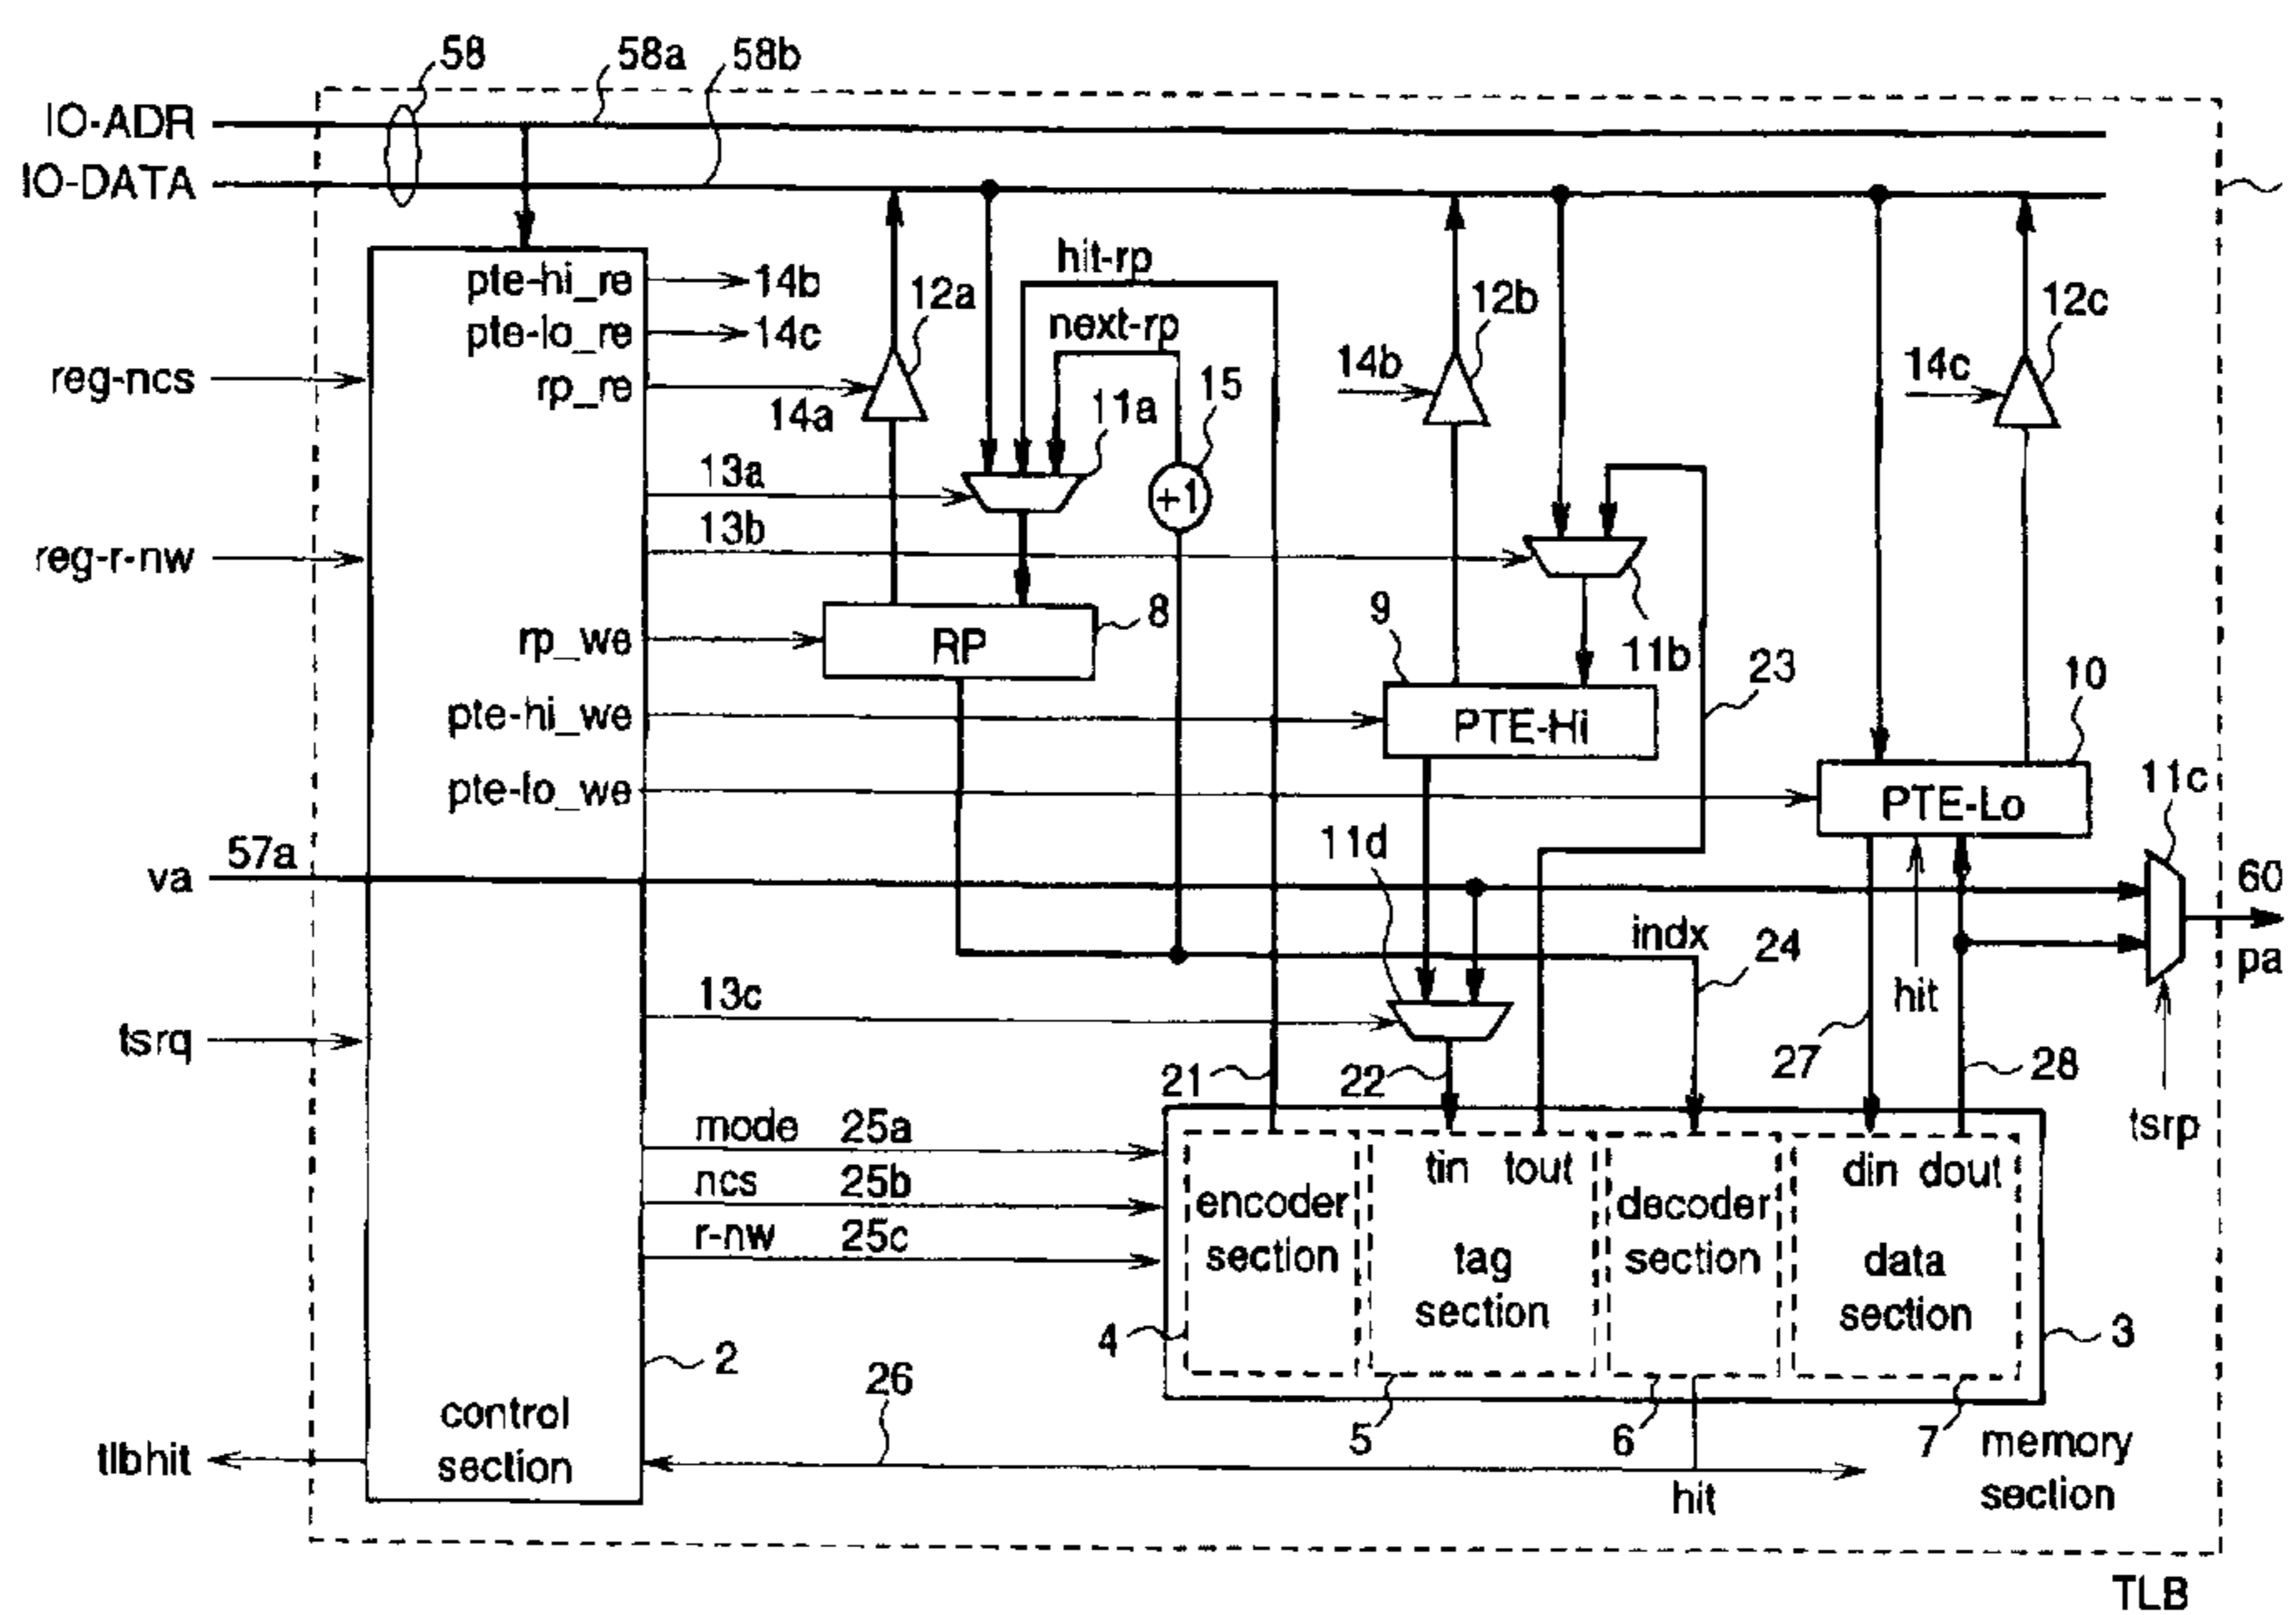 58 58a 58b
IO-ADR
IO-DATA
pte-hi_re 14b
pte-lo_re 14c
rp_re 14a
12a
hit-rp
next-rp
15
11a
+1
12b
14b
12c
14c
reg-ncs
13a
13b
reg-r-nw
11b
rp_we
RP
8
9
pte-hi_we
PTE-Hi
23
10
pte-lo_we
PTE-Lo
11c
va 57a
11d
60
pa
indx 24
hit
13c
tsrq
21
22
27
28
tsrp
mode 25a
ncs 25b
r-nw 25c
encoder
section
tin tout
tag
section
decoder
section
din dout
data
section
4
3
2
26
5
6
7
memory
section
control
section
tlbhit
hit
TLB